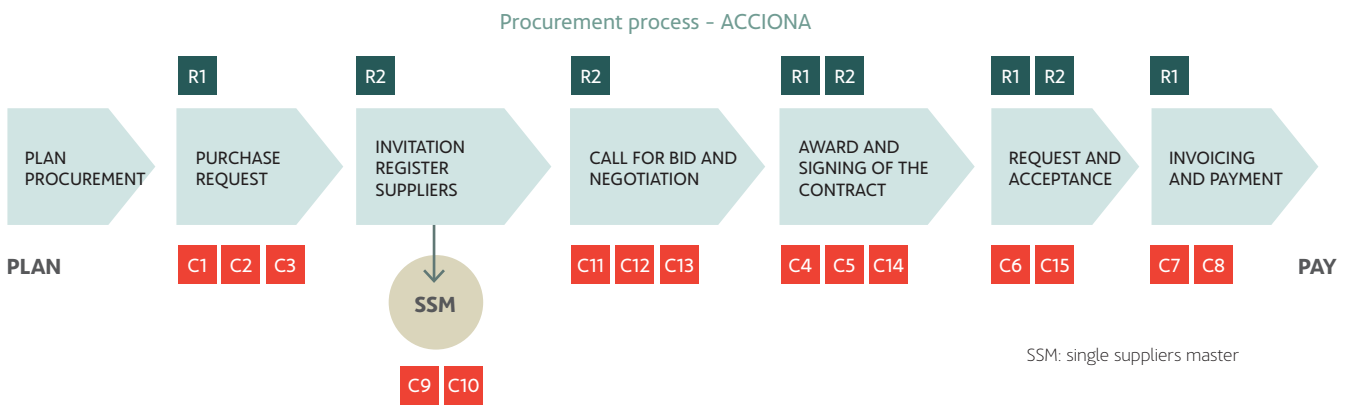 Procurement process – ACCIONA
R1
R2
R2
R1 R2
R1 R2
R1
PLAN
PROCUREMENT
PURCHASE
REQUEST
INVITATION
REGISTER
SUPPLIERS
CALL FOR BID AND
NEGOTIATION
AWARD AND
SIGNING OF THE
CONTRACT
REQUEST AND
ACCEPTANCE
INVOICING
AND PAYMENT
PLAN
C1 C2 C3
C11 C12 C13
C4 C5 C14
C6 C15
C7 C8
PAY
SSM
SSM: single suppliers master
C9 C10